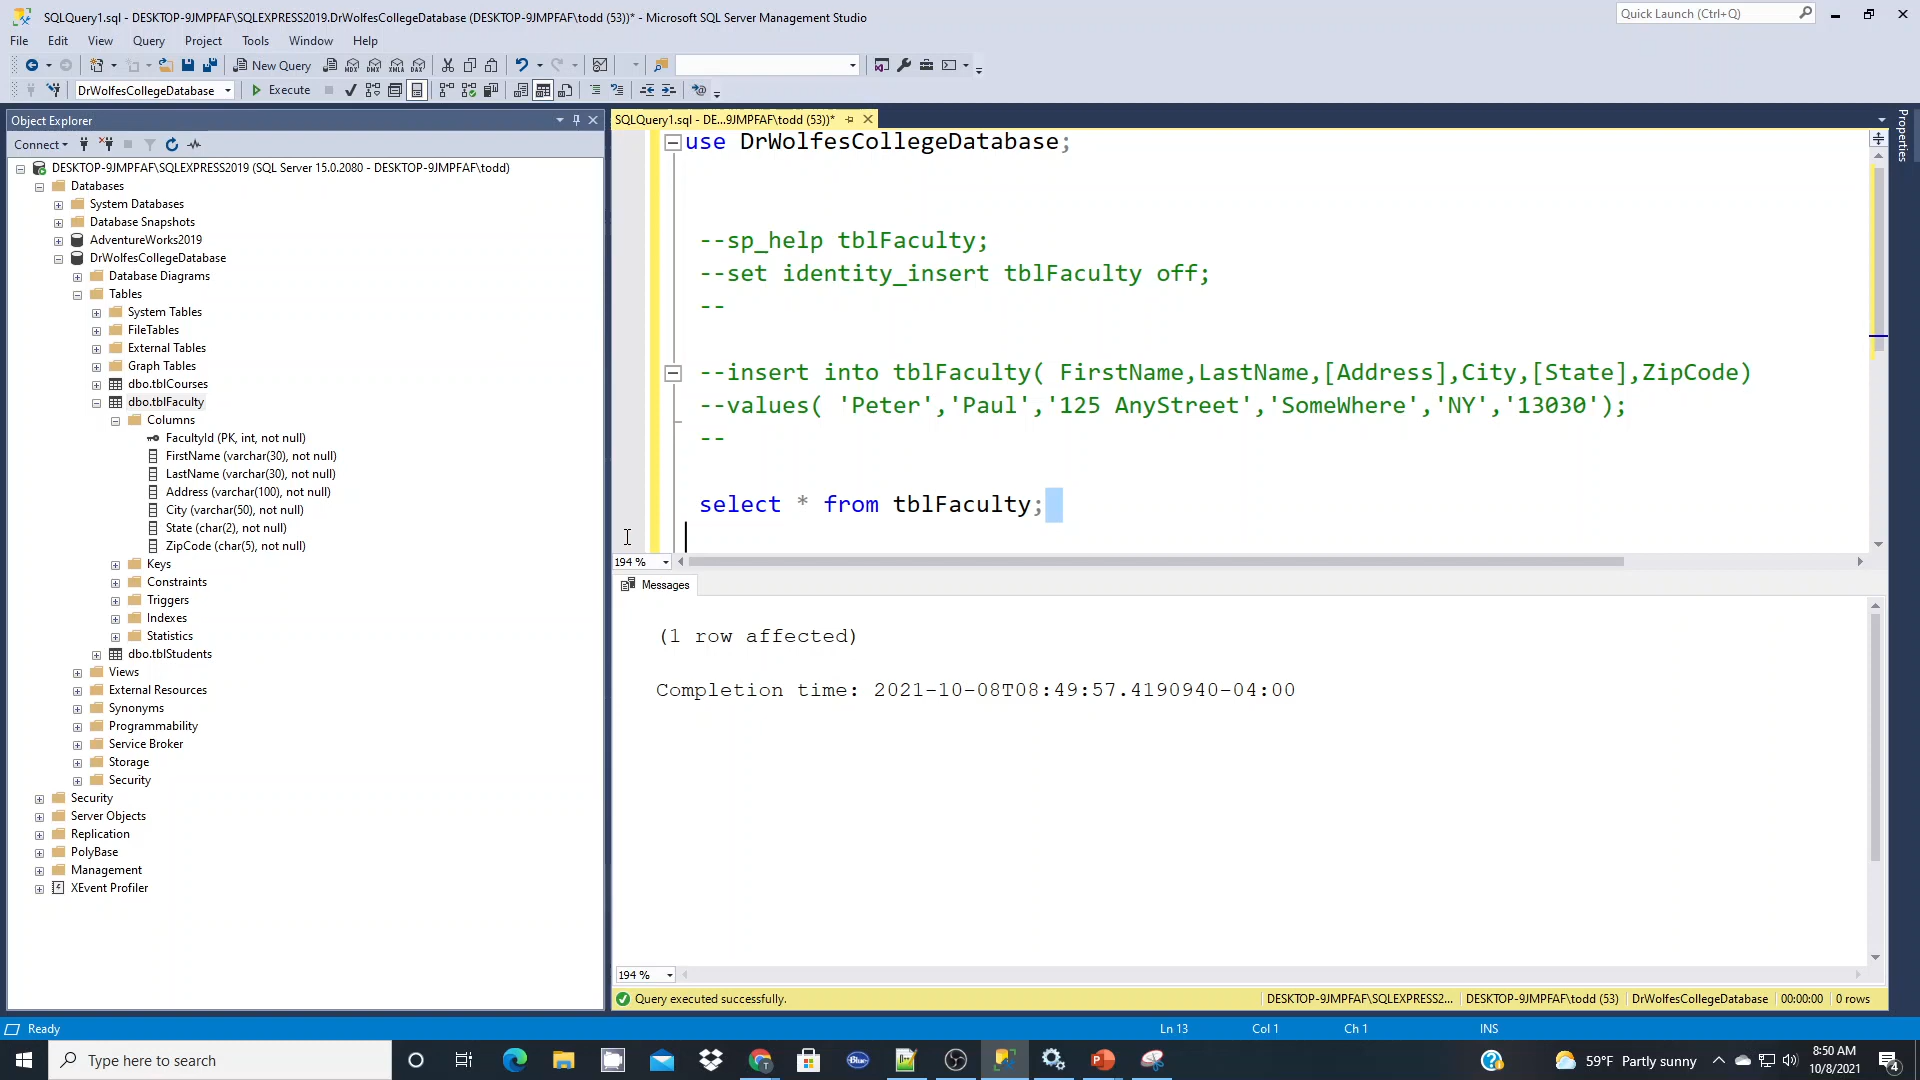 SQLQuery1.sql - DESKTOP-9JMPFAF\SQLEXPRESS2019.DrWolfesCollegeDatabase (DESKTOP-9JMPFAF\todd (53))* - Microsoft SQL Server Management Studio
Quick Launch (Ctrl+Q)
File Edit View Query Project Tools Window Help
New Query
DrWolfesCollegeDatabase
Execute
Object Explorer
Connect
DESKTOP-9JMPFAF\SQLEXPRESS2019 (SQL Server 15.0.2080 - DESKTOP-9JMPFAF\todd)
Databases
System Databases
Database Snapshots
AdventureWorks2019
DrWolfesCollegeDatabase
Database Diagrams
Tables
System Tables
FileTables
External Tables
Graph Tables
dbo.tblCourses
dbo.tblFaculty
Columns
FacultyId (PK, int, not null)
FirstName (varchar(30), not null)
LastName (varchar(30), not null)
Address (varchar(100), not null)
City (varchar(50), not null)
State (char(2), not null)
ZipCode (char(5), not null)
Keys
Constraints
Triggers
Indexes
Statistics
dbo.tblStudents
Views
External Resources
Synonyms
Programmability
Service Broker
Storage
Security
Security
Server Objects
Replication
PolyBase
Management
XEvent Profiler
SQLQuery1.sql - DE...9JMPFAF\todd (53))*
Properties
use DrWolfesCollegeDatabase;
--sp_help tblFaculty;
--set identity_insert tblFaculty off;
--
--insert into tblFaculty( FirstName,LastName,[Address],City,[State],ZipCode)
--values( 'Peter','Paul','125 AnyStreet','SomeWhere','NY','13030');
--
select * from tblFaculty;
194 %
Messages
(1 row affected)
Completion time: 2021-10-08T08:49:57.4190940-04:00
194 %
Query executed successfully.
DESKTOP-9JMPFAF\SQLEXPRESS2... DESKTOP-9JMPFAF\todd (53) DrWolfesCollegeDatabase 00:00:00 0 rows
Ready
Ln 13 Col 1 Ch 1 INS
Type here to search
59°F Partly sunny
8:50 AM
10/8/2021
4